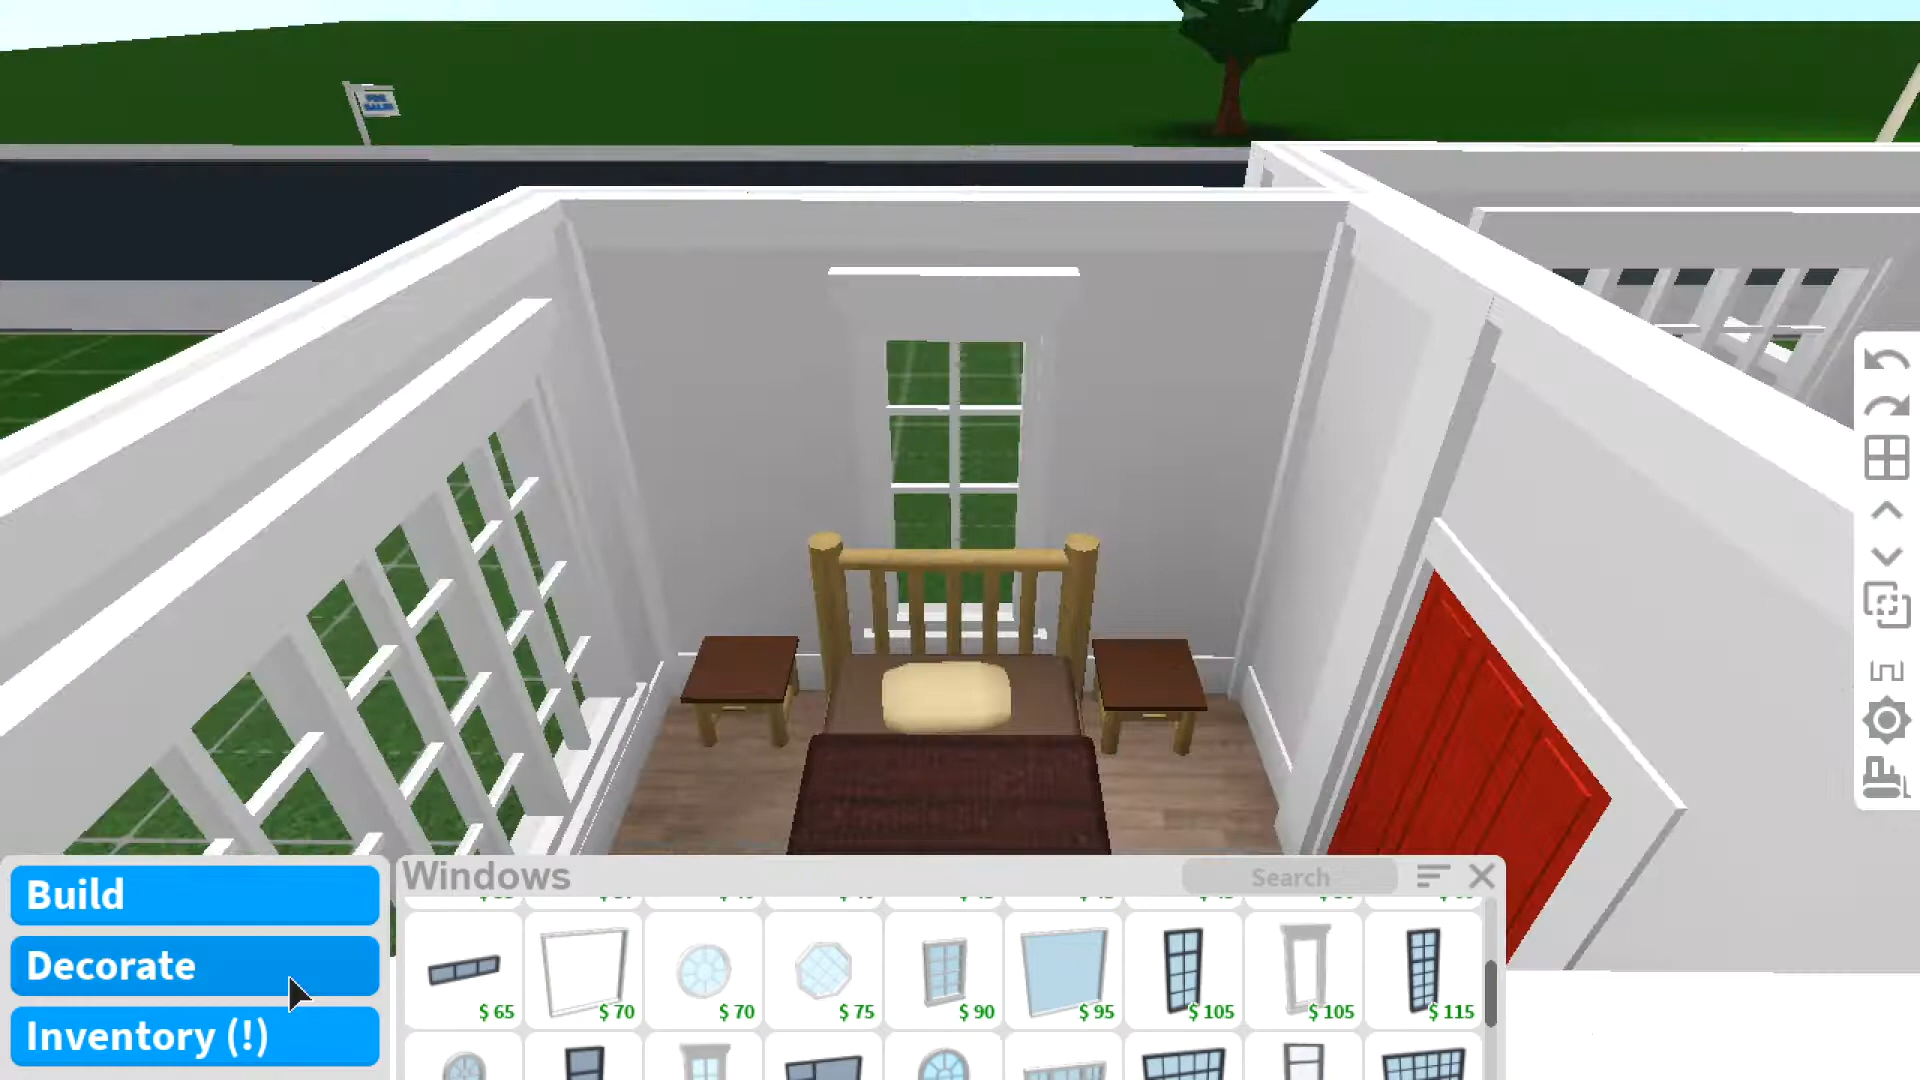 Build
Decorate
Inventory (!)
Windows
Search
$ 65
$ 70
$ 70
$ 75
$ 90
$ 95
$ 105
$ 105
$ 115